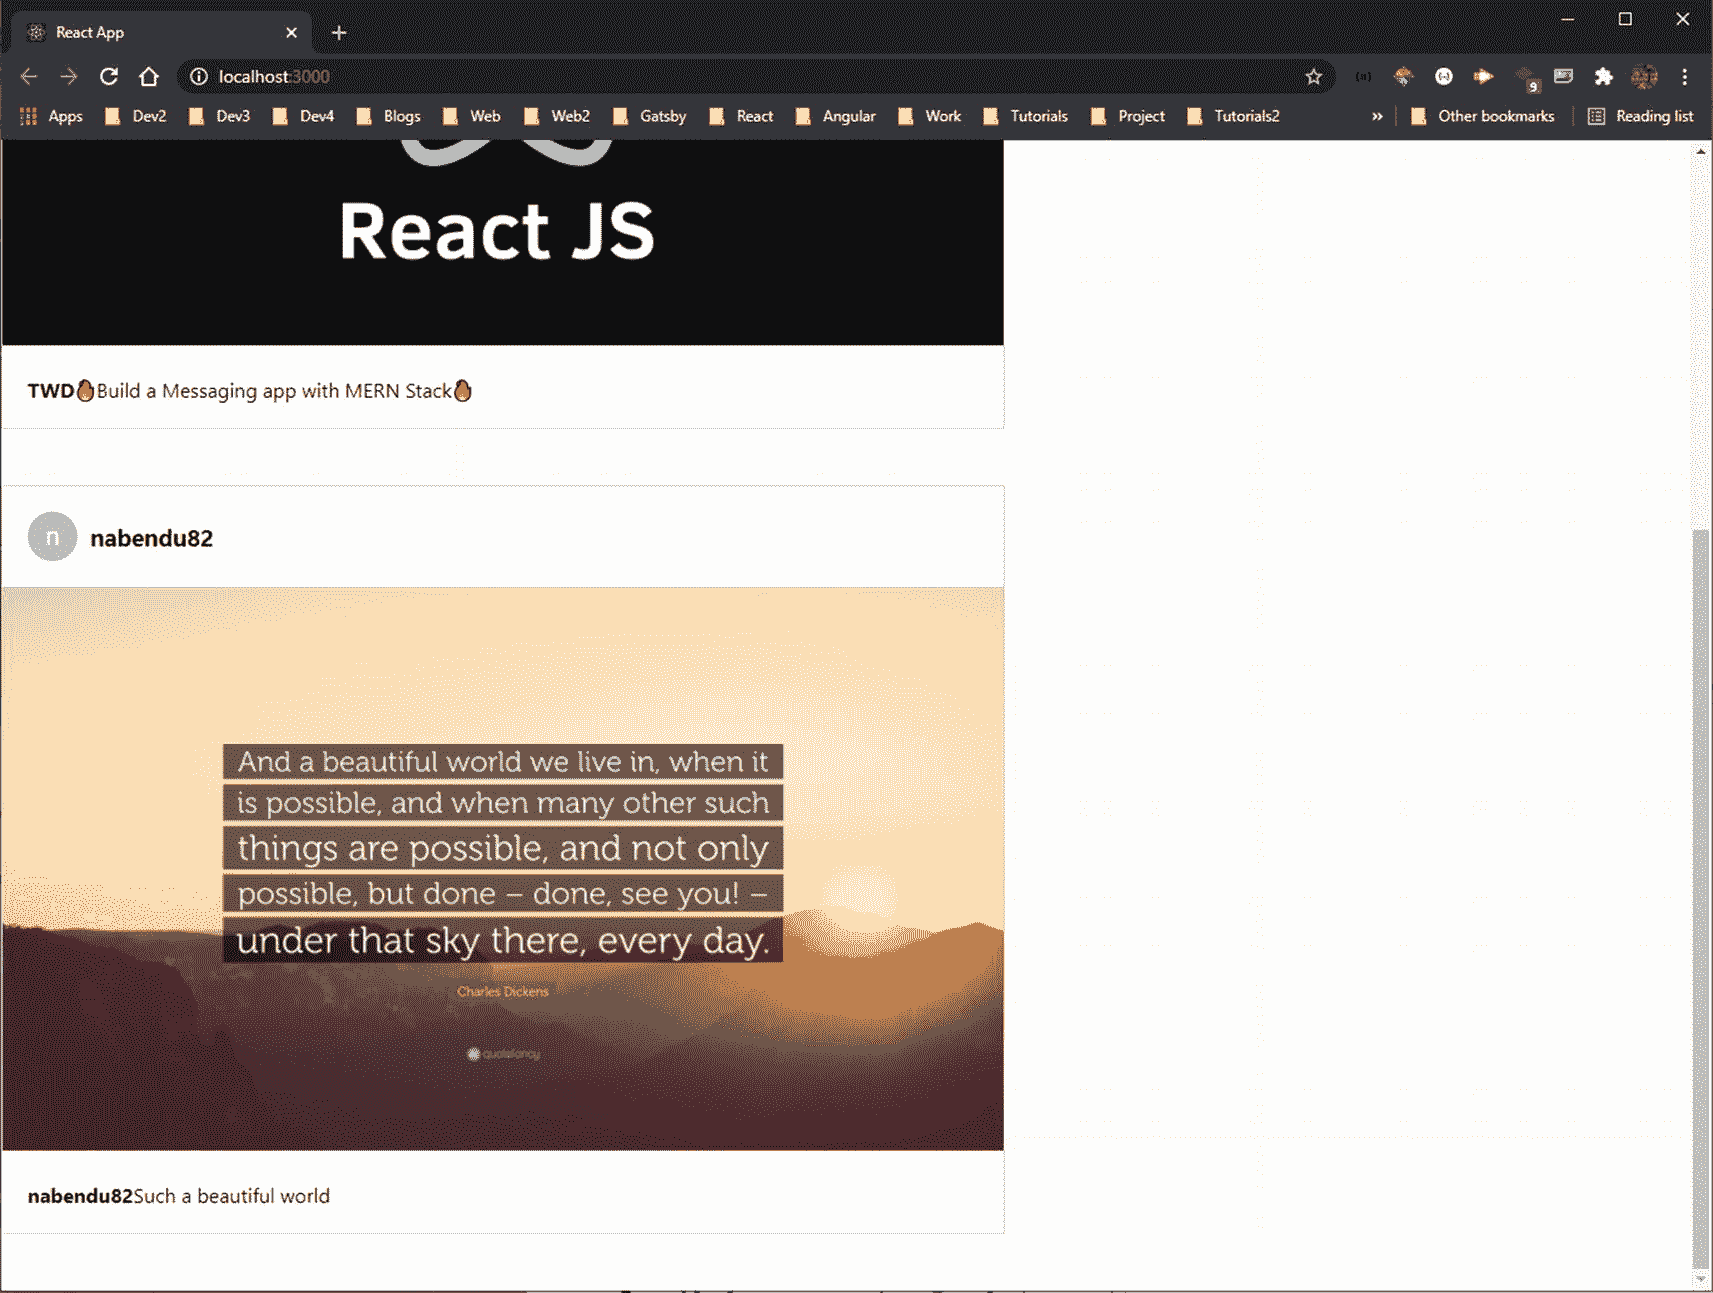 React App
localhost:3000
9
Apps Dev2 Dev3 Dev4 Blogs Web Web2 Gatsby React Angular Work Tutorials Project Tutorials2 » Other bookmarks Reading list
React JS
TWD🔥Build a Messaging app with MERN Stack🔥
n nabendu82
And a beautiful world we live in, when it
is possible, and when many other such
things are possible, and not only
possible, but done – done, see you! –
under that sky there, every day.
Charles Dickens
quotefancy
nabendu82Such a beautiful world